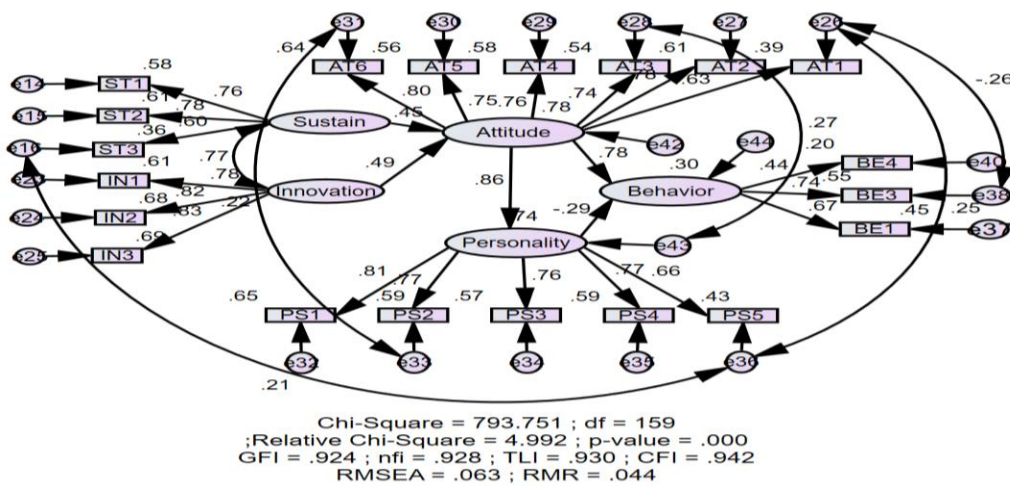 e31 e30 e29 e28 e27 e26
.64 .56 .58 .54 .61 .39
AT6 AT5 AT4 AT3 AT2 AT1
-.26
e14 .58 ST1 .76 .80 .75 .76 .78 .74 .78 .63
e15 .61 ST2 .78 Sustain .45 Attitude .27
e16 .36 ST3 .60 e42 e44 .20
.77 .78 .30 .44 BE4 e40
e23 .61 IN1 .78 Innovation .49 .86 Behavior .74 .55 BE3 e38
e24 .68 IN2 .82 .22 .67 .45 .25
.83 .74 -.29 BE1 e37
e25 .69 IN3 Personality e43
.81 .77 .76 .77 .66
.65 .59 .57 .59 .43
PS1 PS2 PS3 PS4 PS5
e32 e33 e34 e35 e36
.21
Chi-Square = 793.751 ; df = 159
;Relative Chi-Square = 4.992 ; p-value = .000
GFI = .924 ; nfi = .928 ; TLI = .930 ; CFI = .942
RMSEA = .063 ; RMR = .044